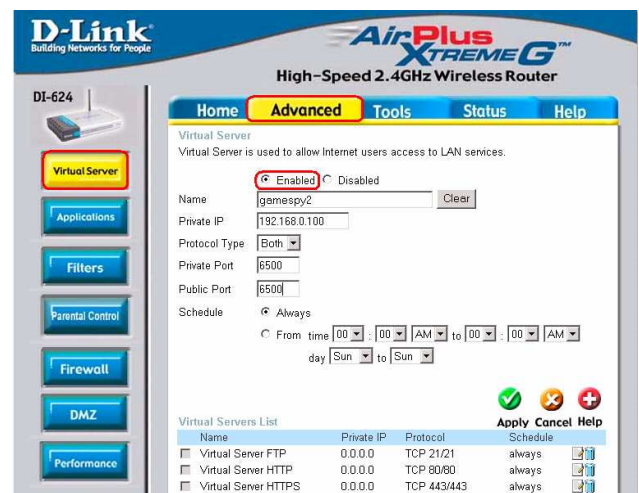 D-Link
Building Networks for People
AirPlus
XTREME G™
High-Speed 2.4GHz Wireless Router
DI-624
Home Advanced Tools Status Help
Virtual Server
Virtual Server is used to allow Internet users access to LAN services.
Virtual Server
Enabled Disabled
Name gamespy2 Clear
Applications
Private IP 192.168.0.100
Protocol Type Both
Filters
Private Port 6500
Public Port 6500
Parental Control
Schedule Always
From time 00 : 00 AM to 00 : 00 AM
day Sun to Sun
Firewall
DMZ
Apply Cancel Help
Virtual Servers List
Name Private IP Protocol Schedule
Performance
Virtual Server FTP 0.0.0.0 TCP 21/21 always
Virtual Server HTTP 0.0.0.0 TCP 80/80 always
Virtual Server HTTPS 0.0.0.0 TCP 443/443 always